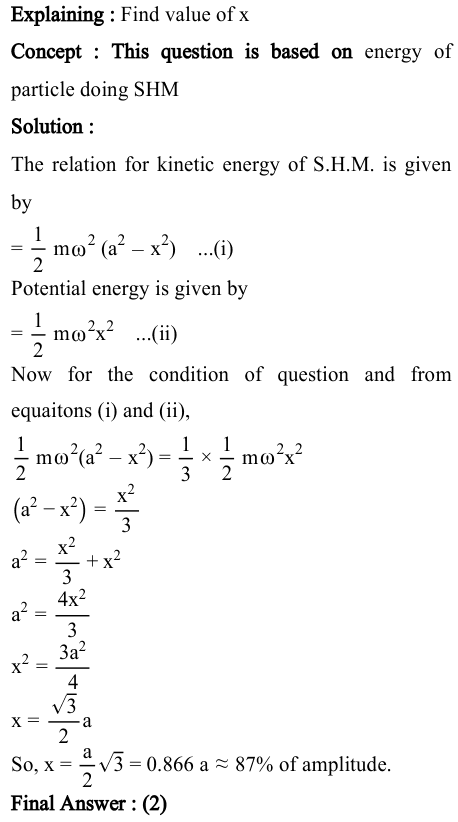 Explaining : Find value of x
Concept : This question is based on energy of
particle doing SHM
Solution :
The relation for kinetic energy of S.H.M. is given
by
= 1/2 mω² (a² – x²) ...(i)
Potential energy is given by
= 1/2 mω²x² ...(ii)
Now for the condition of question and from
equaitons (i) and (ii),
1/2 mω²(a² – x²) = 1/3 × 1/2 mω²x²
(a² – x²) = x²/3
a² = x²/3 + x²
a² = 4x²/3
x² = 3a²/4
x = √3/2 a
So, x = a/2 √3 = 0.866 a ≈ 87% of amplitude.
Final Answer : (2)